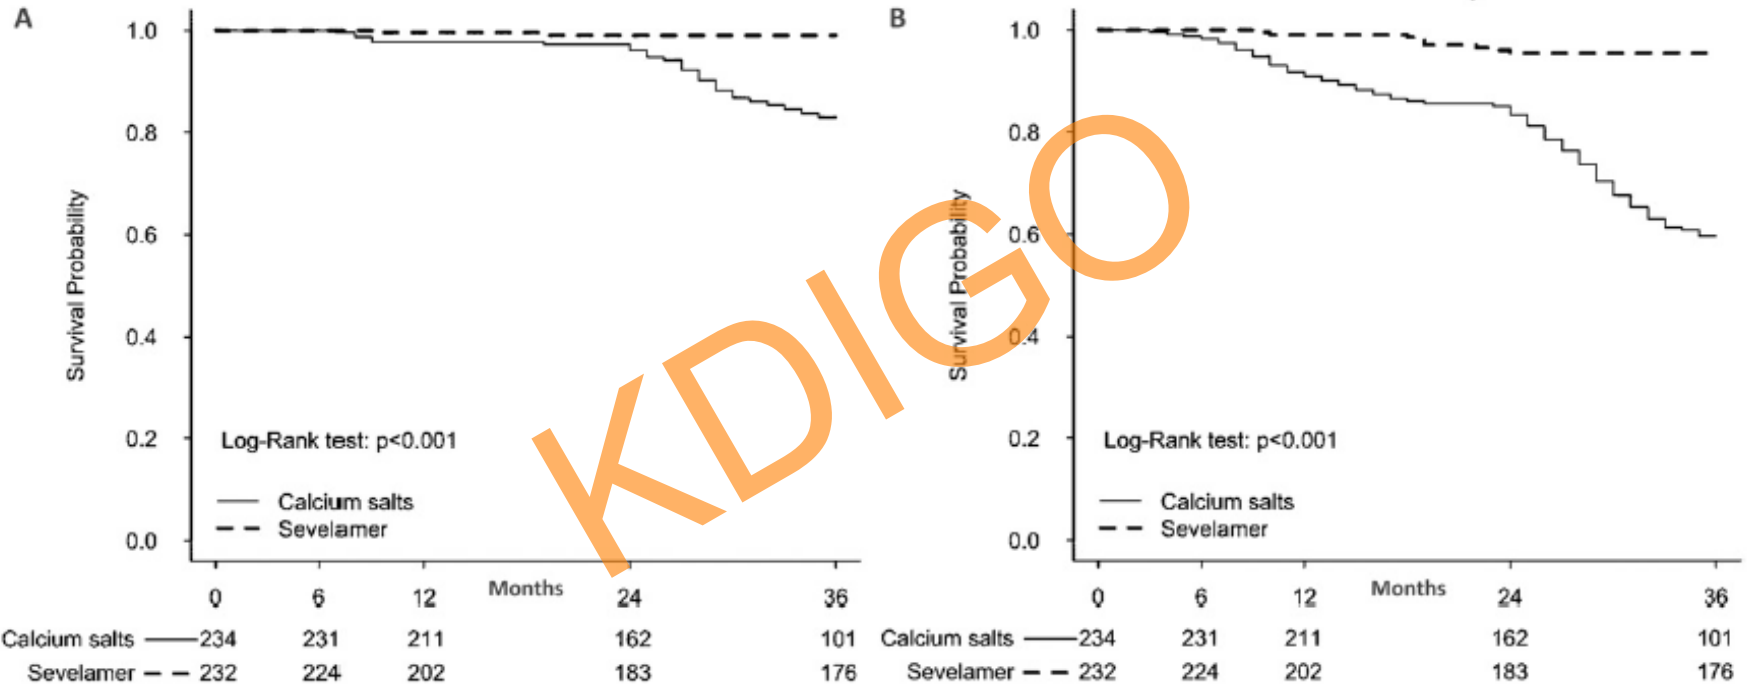 A
1.0
0.8
0.6
0.4
0.2
0.0
Survival Probability
Log-Rank test: p<0.001
Calcium salts
Sevelamer
Months
0 6 12 24 36
Calcium salts 234 231 211 162 101
Sevelamer 232 224 202 183 176
B
1.0
0.8
0.6
0.4
0.2
0.0
Survival Probability
Log-Rank test: p<0.001
Calcium salts
Sevelamer
Months
0 6 12 24 36
Calcium salts 234 231 211 162 101
Sevelamer 232 224 202 183 176
KDIGO